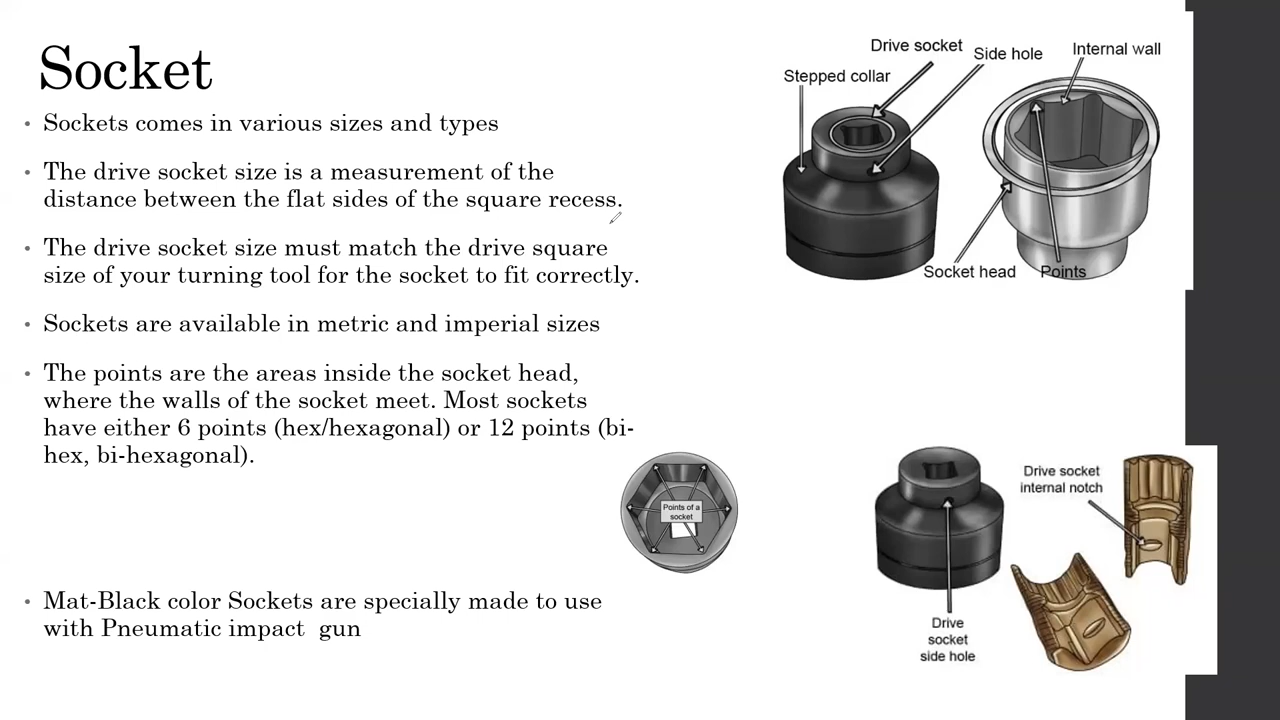 Socket
• Sockets comes in various sizes and types
• The drive socket size is a measurement of the
distance between the flat sides of the square recess.
• The drive socket size must match the drive square
size of your turning tool for the socket to fit correctly.
• Sockets are available in metric and imperial sizes
• The points are the areas inside the socket head,
where the walls of the socket meet. Most sockets
have either 6 points (hex/hexagonal) or 12 points (bi-
hex, bi-hexagonal).
• Mat-Black color Sockets are specially made to use
with Pneumatic impact  gun
Drive socket
Side hole
Internal wall
Stepped collar
Socket head
Points
Points of a
socket
Drive socket
internal notch
Drive
socket
side hole